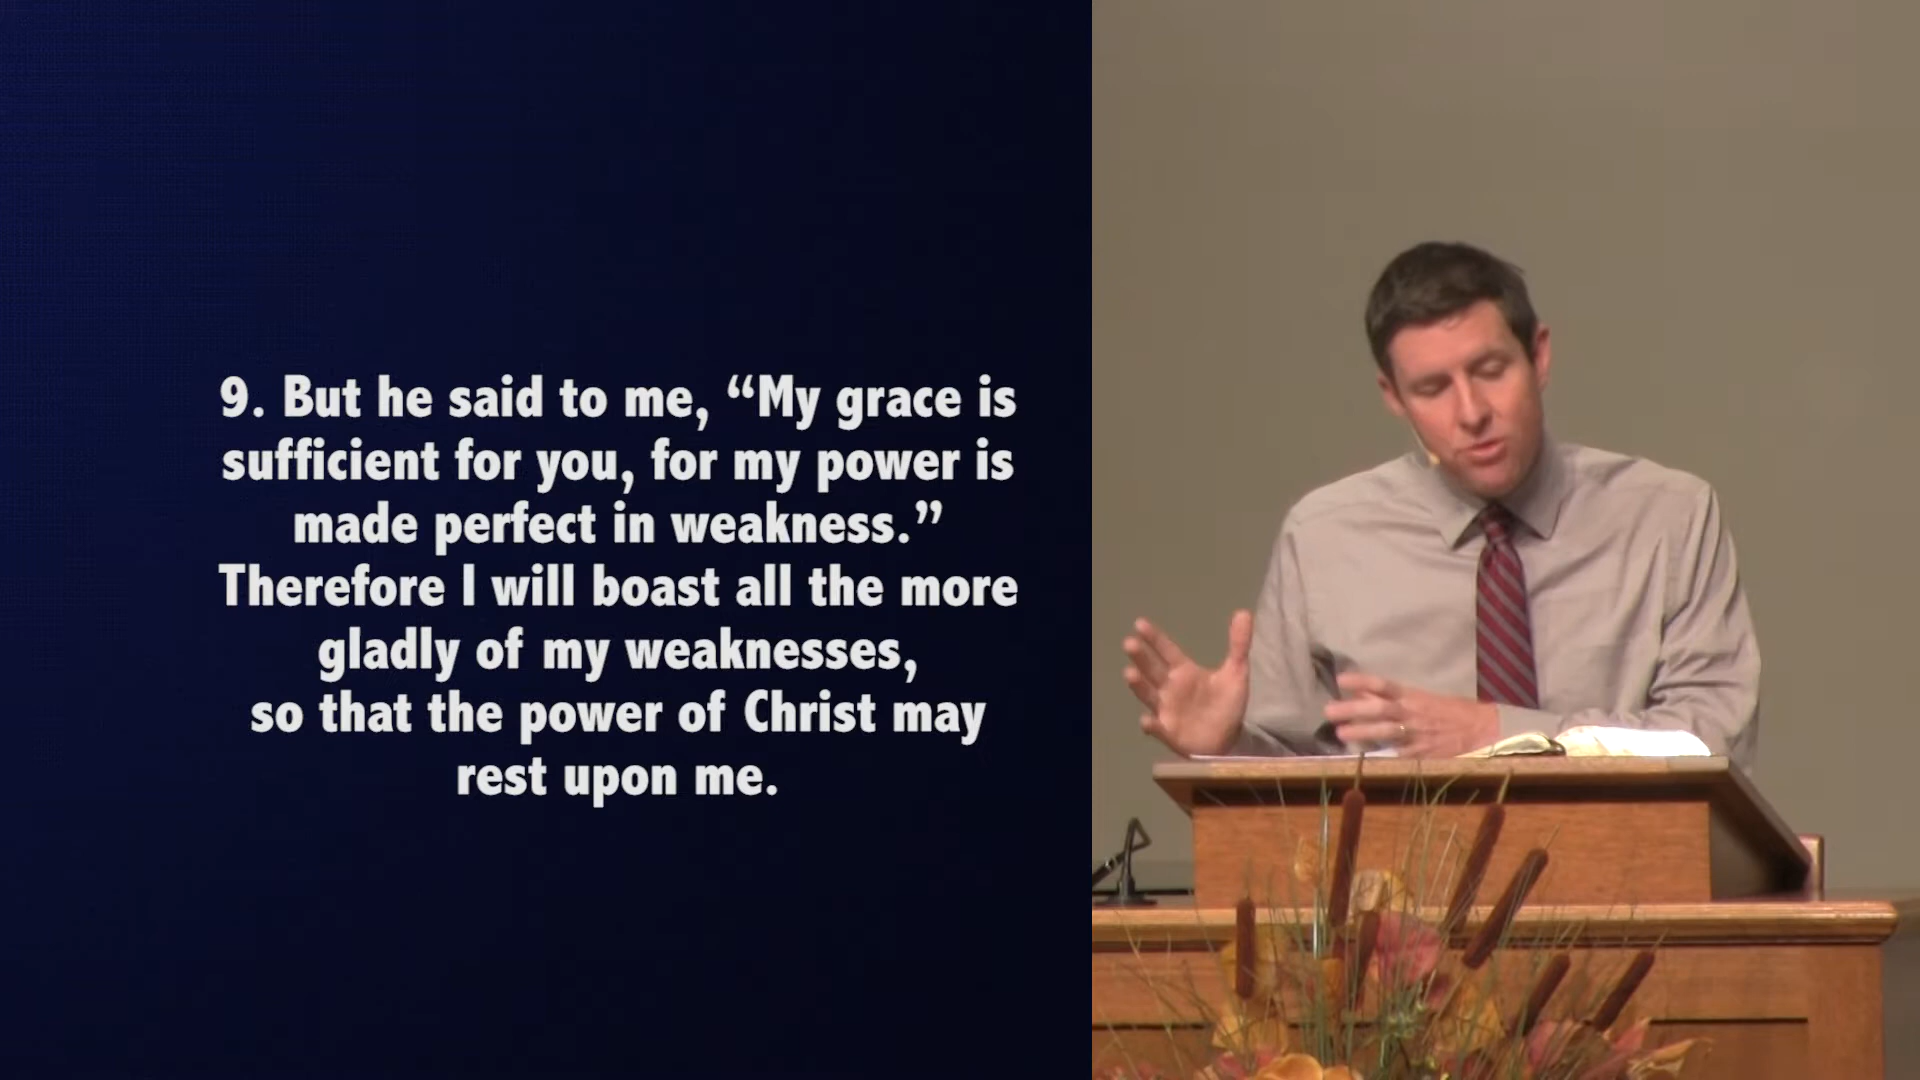 9. But he said to me, “My grace is
sufficient for you, for my power is
made perfect in weakness.”
Therefore I will boast all the more
gladly of my weaknesses,
so that the power of Christ may
rest upon me.